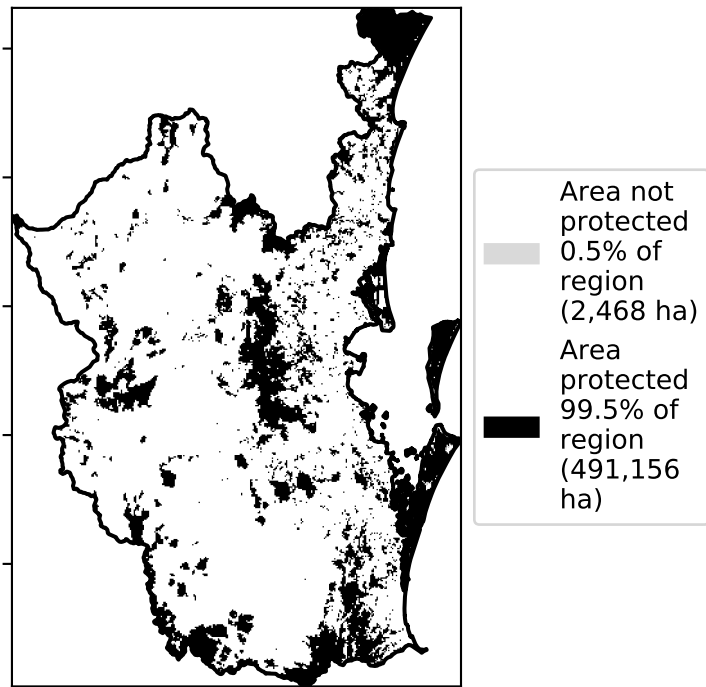 Area not
protected
0.5% of
region
(2,468 ha)
Area
protected
99.5% of
region
(491,156
ha)